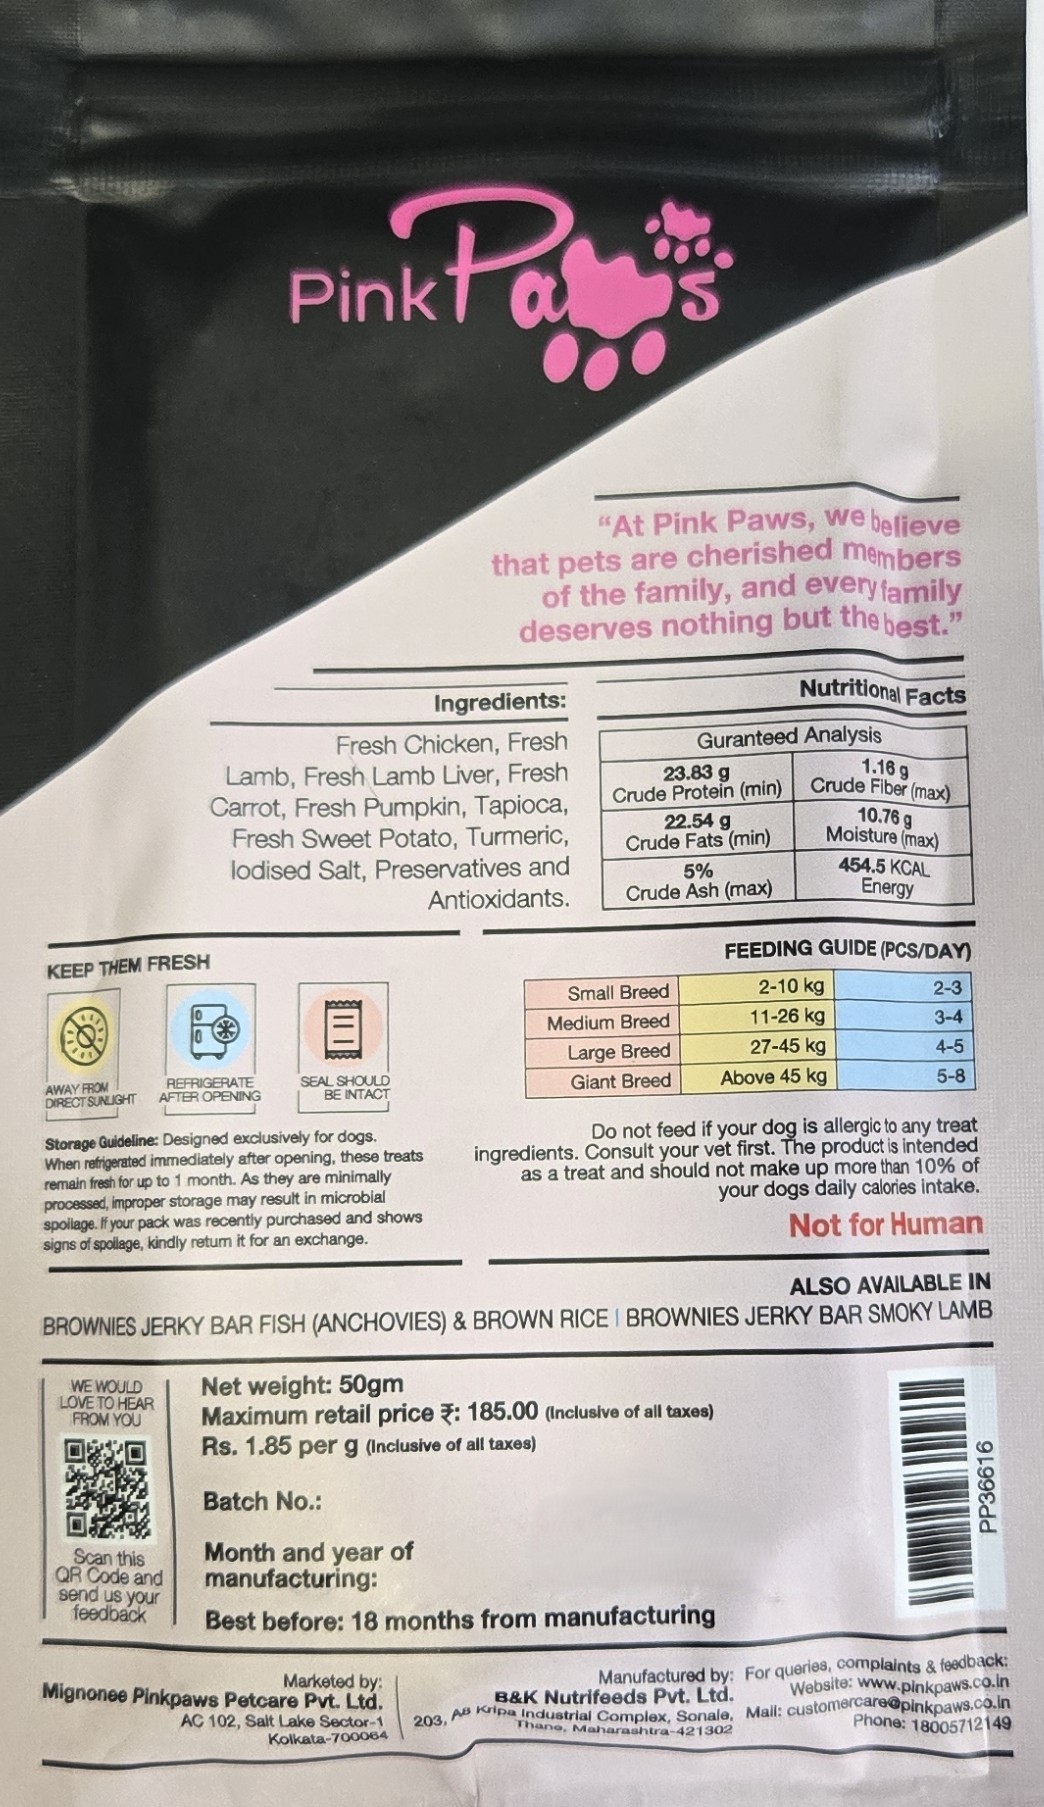 Pink Paws
“At Pink Paws, we believe
that pets are cherished members
of the family, and every family
deserves nothing but the best.”
Ingredients:
Fresh Chicken, Fresh
Lamb, Fresh Lamb Liver, Fresh
Carrot, Fresh Pumpkin, Tapioca,
Fresh Sweet Potato, Turmeric,
Iodised Salt, Preservatives and
Antioxidants.
Nutritional Facts
Guranteed Analysis
23.83 g
Crude Protein (min)
1.16 g
Crude Fiber (max)
22.54 g
Crude Fats (min)
10.76 g
Moisture (max)
5%
Crude Ash (max)
454.5 KCAL
Energy
KEEP THEM FRESH
AWAY FROM
DIRECT SUNLIGHT
REFRIGERATE
AFTER OPENING
SEAL SHOULD
BE INTACT
Storage Guideline: Designed exclusively for dogs.
When refrigerated immediately after opening, these treats
remain fresh for up to 1 month. As they are minimally
processed, improper storage may result in microbial
spoilage. If your pack was recently purchased and shows
signs of spoilage, kindly return it for an exchange.
FEEDING GUIDE (PCS/DAY)
Small Breed 2-10 kg 2-3
Medium Breed 11-26 kg 3-4
Large Breed 27-45 kg 4-5
Giant Breed Above 45 kg 5-8
Do not feed if your dog is allergic to any treat
ingredients. Consult your vet first. The product is intended
as a treat and should not make up more than 10% of
your dogs daily calories intake.
Not for Human
ALSO AVAILABLE IN
BROWNIES JERKY BAR FISH (ANCHOVIES) & BROWN RICE | BROWNIES JERKY BAR SMOKY LAMB
WE WOULD
LOVE TO HEAR
FROM YOU
Scan this
QR Code and
send us your
feedback
Net weight: 50gm
Maximum retail price ₹: 185.00 (Inclusive of all taxes)
Rs. 1.85 per g (Inclusive of all taxes)
Batch No.:
Month and year of
manufacturing:
Best before: 18 months from manufacturing
PP36616
Marketed by:
Mignonee Pinkpaws Petcare Pvt. Ltd.
AC 102, Salt Lake Sector-1
Kolkata-700064
Manufactured by:
B&K Nutrifeeds Pvt. Ltd.
203, AB Kripa Industrial Complex, Sonale,
Thane, Maharashtra-421302
For queries, complaints & feedback:
Website: www.pinkpaws.co.in
Mail: customercare@pinkpaws.co.in
Phone: 18005712149